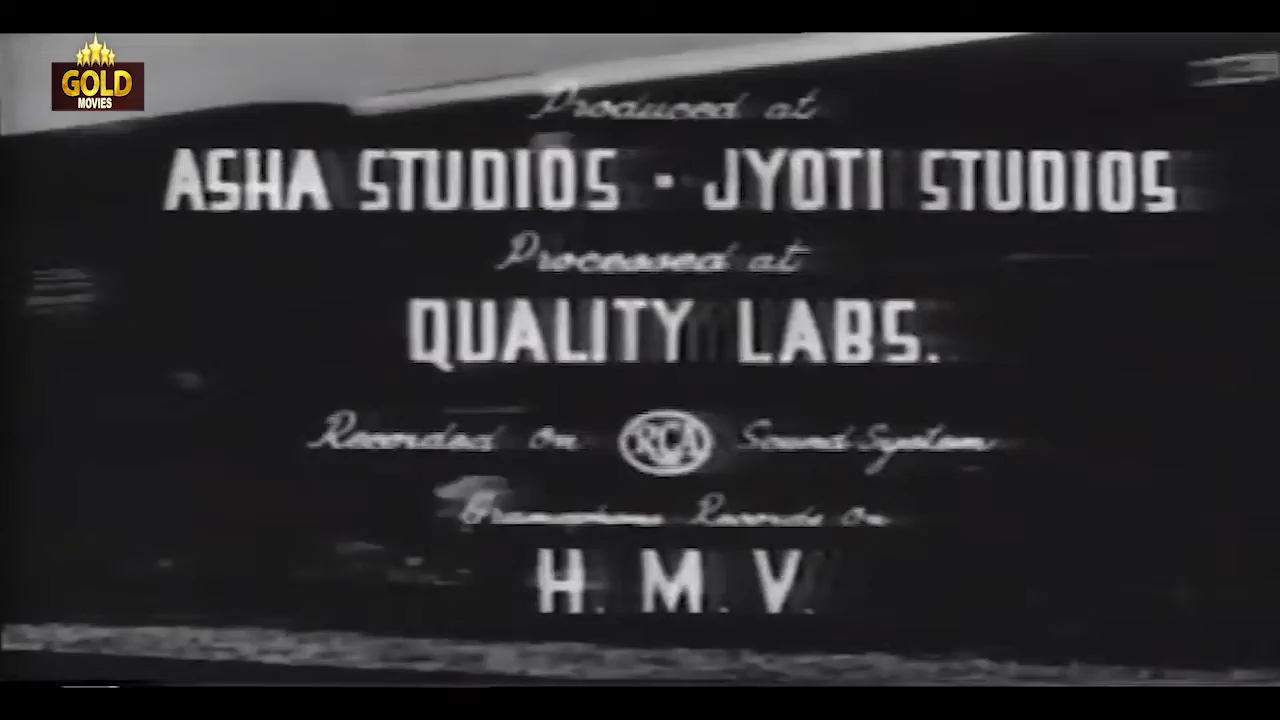 GOLD
MOVIES
Produced at
ASHA STUDIOS · JYOTI STUDIOS
Processed at
QUALITY LABS.
Recorded on RCA Sound System
Gramophone Records on
H. M. V.